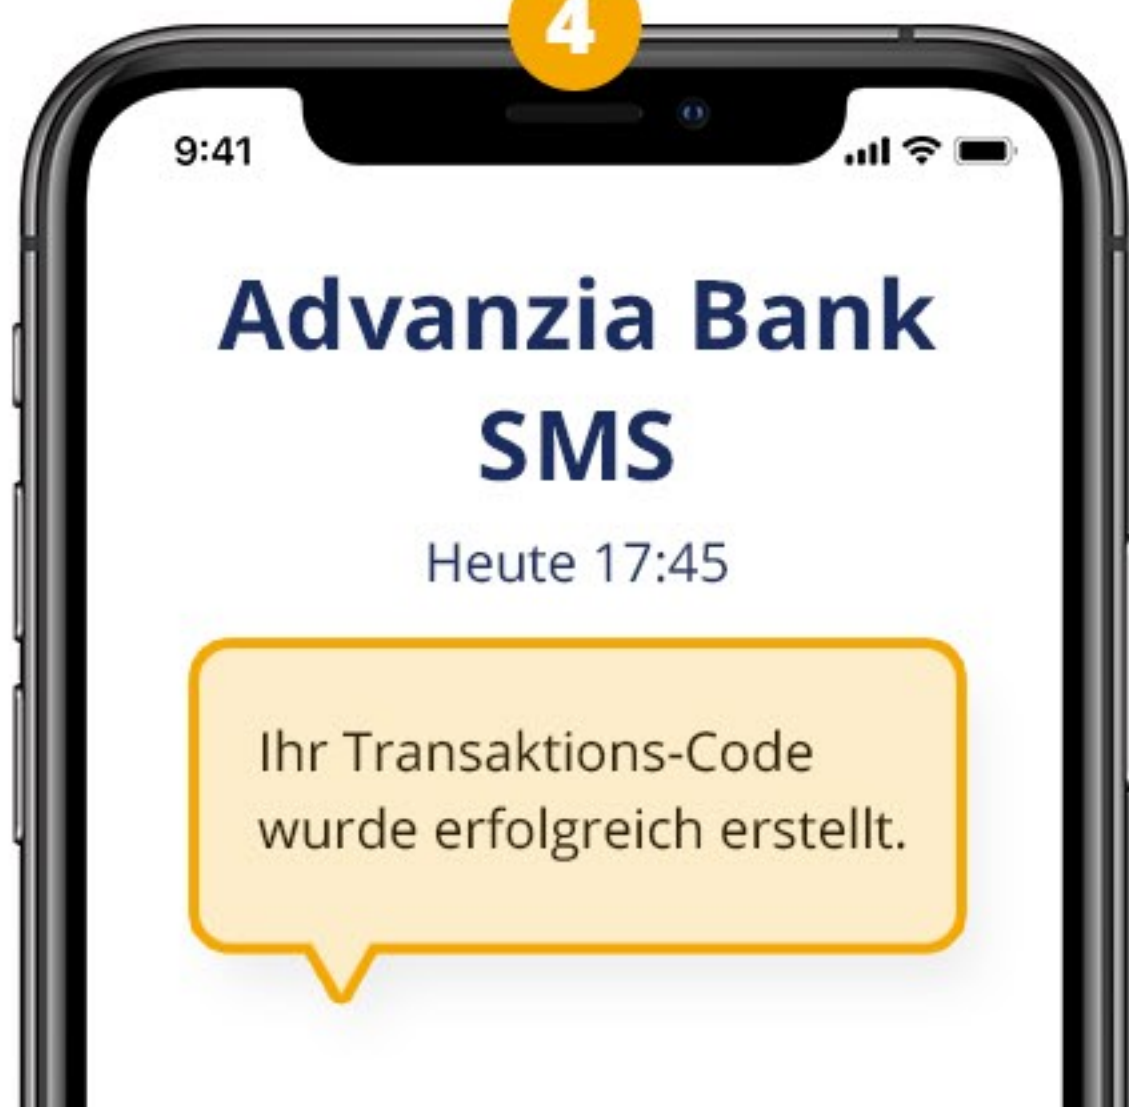 4
9:41
Advanzia Bank
SMS
Heute 17:45
Ihr Transaktions-Code
wurde erfolgreich erstellt.